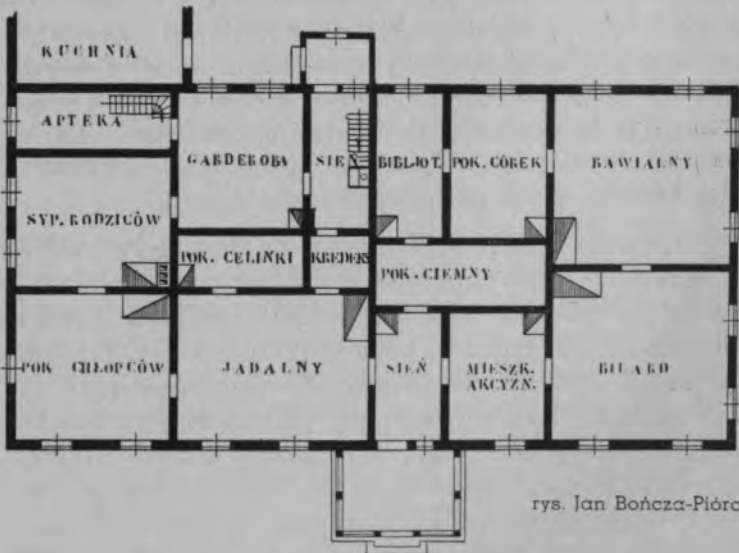 KUCHNIA
APTEKA
GARDEROBA
SIEŃ
BIBLJOT.
POK. CÓREK
BAWIALNY
SYP. RODZICÓW
POK. CELINKI
KREDENS
POK. CIEMNY
POK. CHŁOPCÓW
JADALNY
SIEŃ
MIESZK.
AKCYZN.
BILARD
rys. Jan Bończa-Pióro